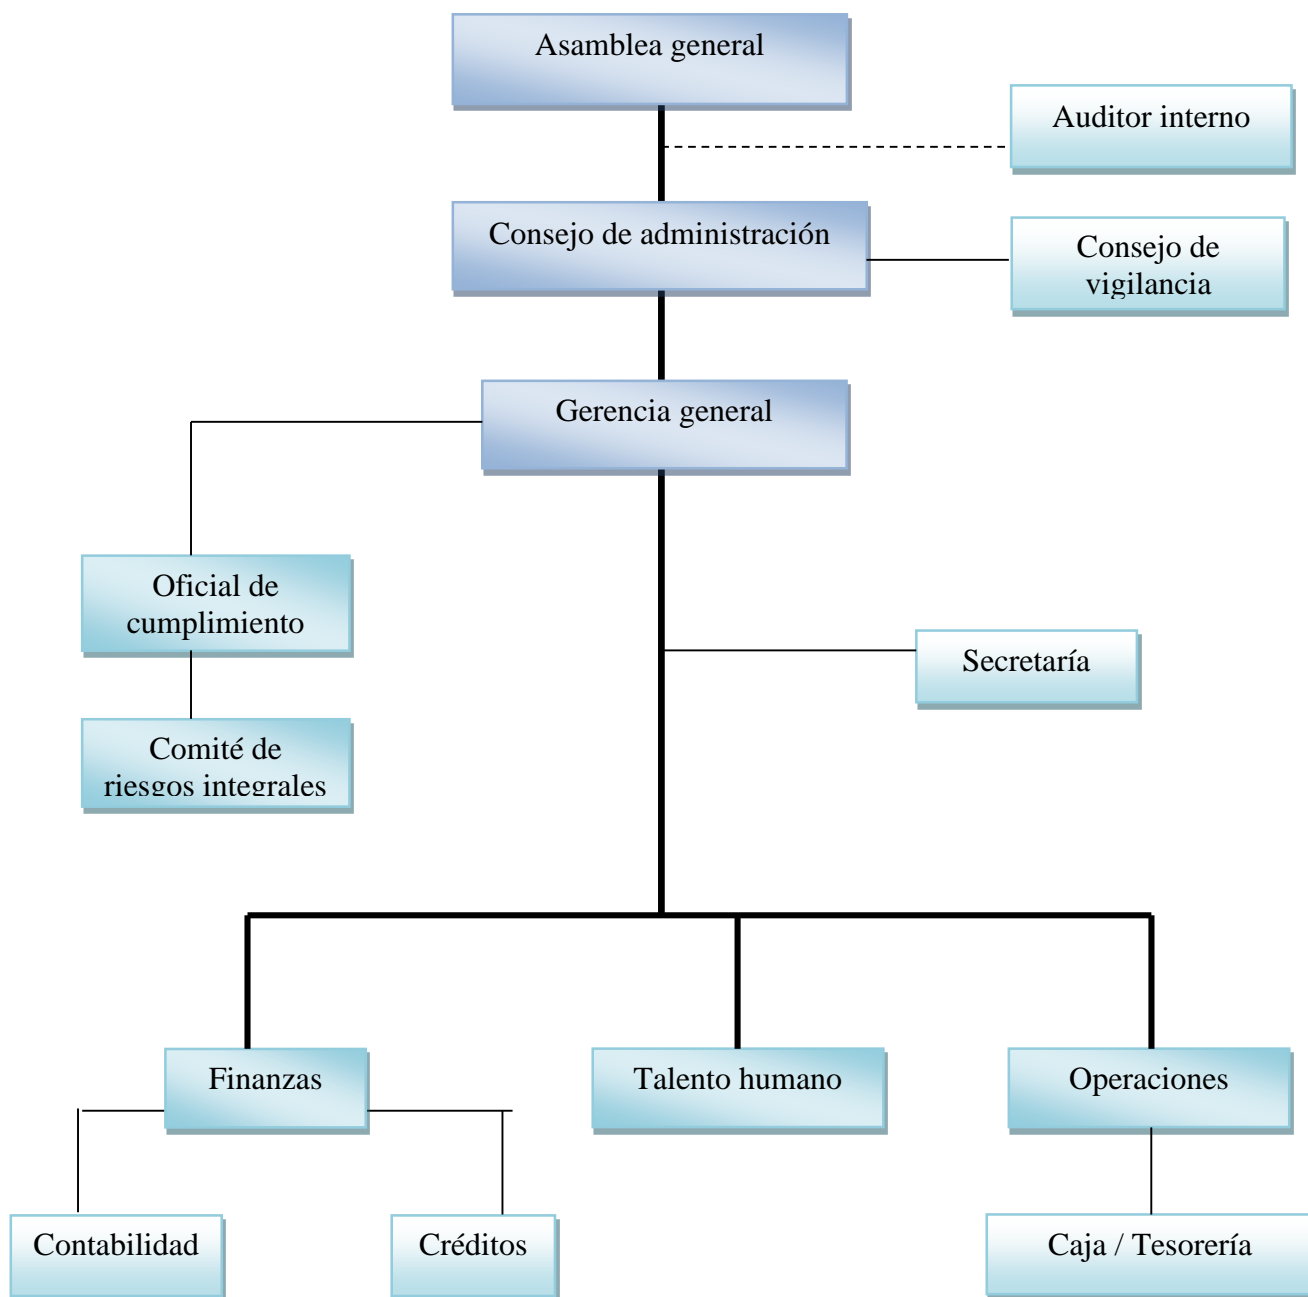 Asamblea general
Auditor interno
Consejo de administración
Consejo de
vigilancia
Gerencia general
Oficial de
cumplimiento
Secretaría
Comité de
riesgos integrales
Finanzas
Talento humano
Operaciones
Contabilidad
Créditos
Caja / Tesorería